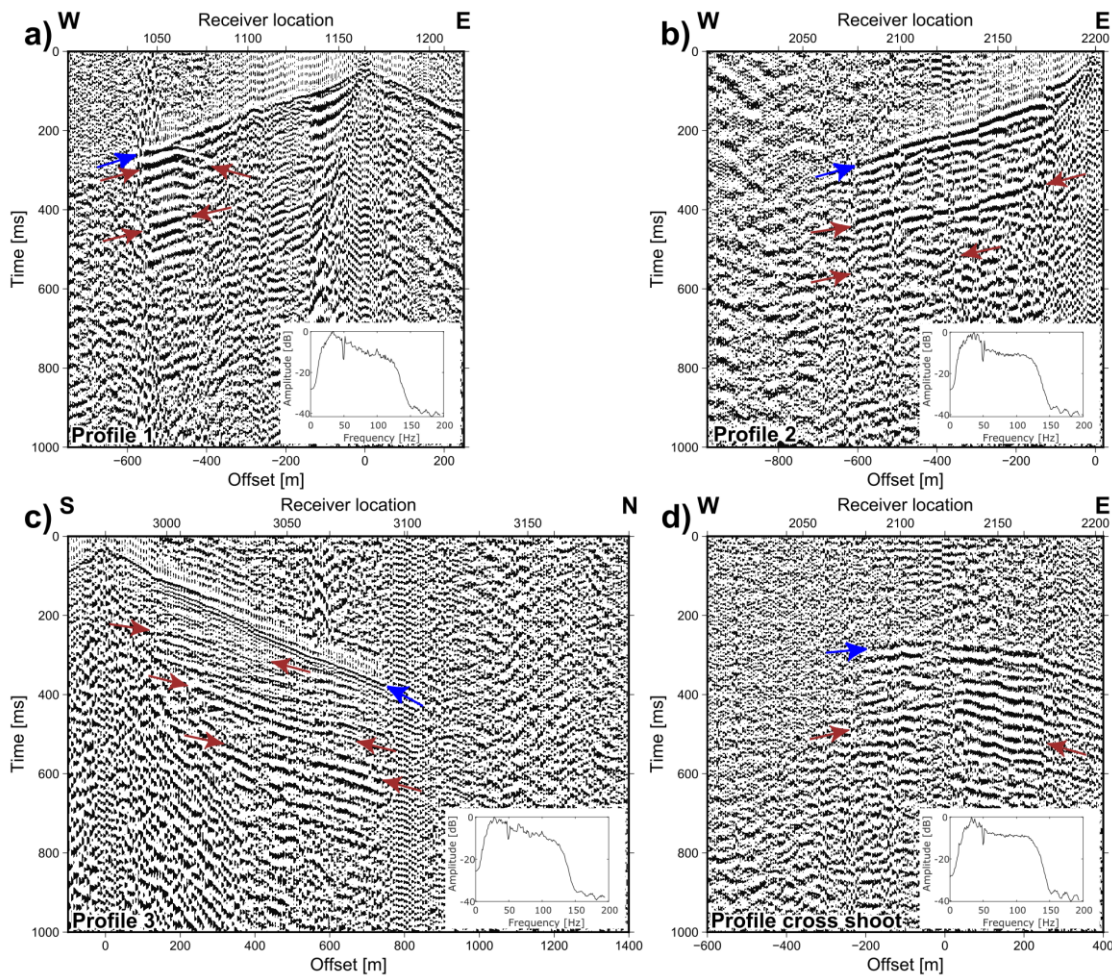 Receiver location
a) W 1050 1100 1150 1200 E
0
200
400
600
800
1000
Time [ms]
0
-20
-40
Amplitude [dB]
0 50 100 150 200
Frequency [Hz]
Profile 1
−600 −400 −200 0 200
Offset [m]
Receiver location
b) W 2050 2100 2150 2200 E
0
200
400
600
800
1000
Time [ms]
0
-20
-40
Amplitude [dB]
0 50 100 150 200
Frequency [Hz]
Profile 2
−800 −600 −400 −200 0
Offset [m]
Receiver location
c) S 3000 3050 3100 3150 N
0
200
400
600
800
1000
Time [ms]
0
-20
-40
Amplitude [dB]
0 50 100 150 200
Frequency [Hz]
Profile 3
0 200 400 600 800 1000 1200 1400
Offset [m]
Receiver location
d) W 2050 2100 2150 2200 E
0
200
400
600
800
1000
Time [ms]
0
-20
-40
Amplitude [dB]
0 50 100 150 200
Frequency [Hz]
Profile cross shoot
−600 −400 −200 0 200 400
Offset [m]